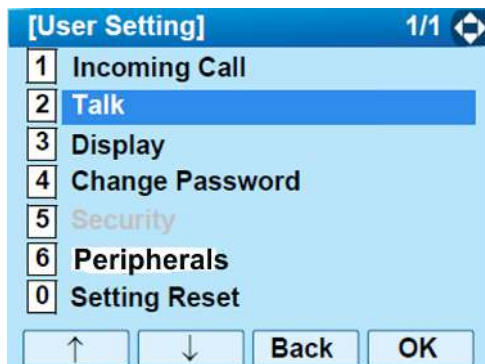 [User Setting] 1/1
1 Incoming Call
2 Talk
3 Display
4 Change Password
5 Security
6 Peripherals
0 Setting Reset
↑ ↓ Back OK